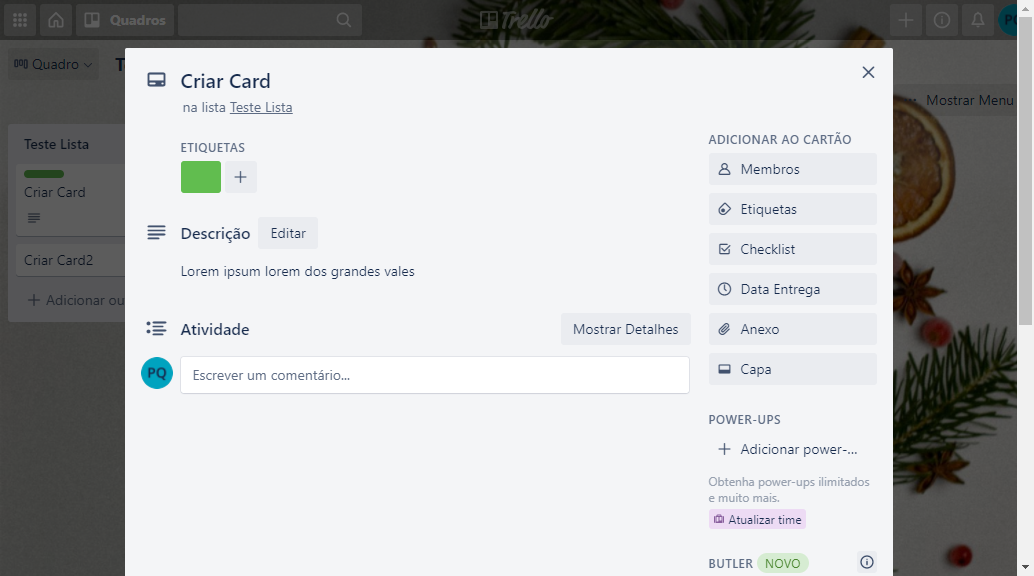 Quadros
Trello
Quadro
Mostrar Menu
Teste Lista
Criar Card
Criar Card2
Adicionar ou
Criar Card
na lista Teste Lista
ETIQUETAS
Descrição Editar
Lorem ipsum lorem dos grandes vales
Atividade Mostrar Detalhes
PQ Escrever um comentário...
ADICIONAR AO CARTÃO
Membros
Etiquetas
Checklist
Data Entrega
Anexo
Capa
POWER-UPS
Adicionar power-...
Obtenha power-ups ilimitados
e muito mais.
Atualizar time
BUTLER NOVO